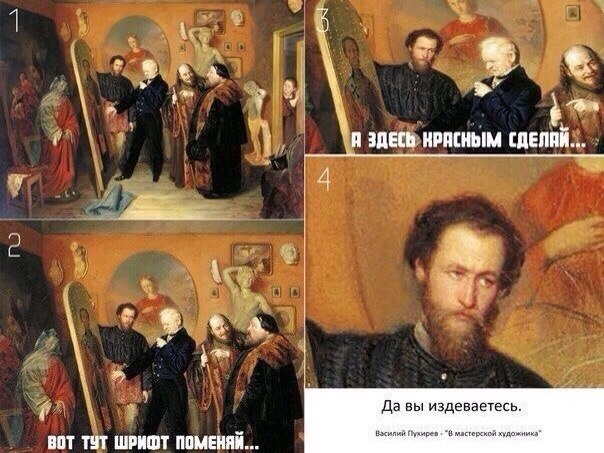 1
2
ВОТ ТУТ ШРИФТ ПОМЕНЯЙ...
3
А ЗДЕСЬ КРАСНЫМ СДЕЛАЙ...
4
Да вы издеваетесь.
Василий Пукирев - "В мастерской художника"